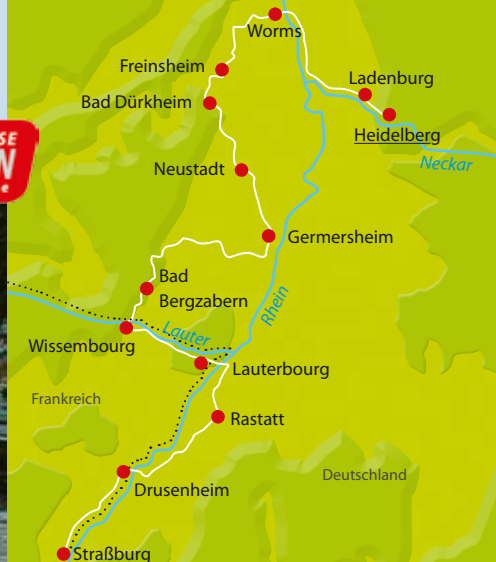 Worms
Freinsheim
Ladenburg
Bad Dürkheim
Heidelberg
Neckar
Neustadt
Germersheim
Bad
Bergzabern
Rhein
Lauter
Wissembourg
Lauterbourg
Frankreich
Rastatt
Deutschland
Drusenheim
Straßburg